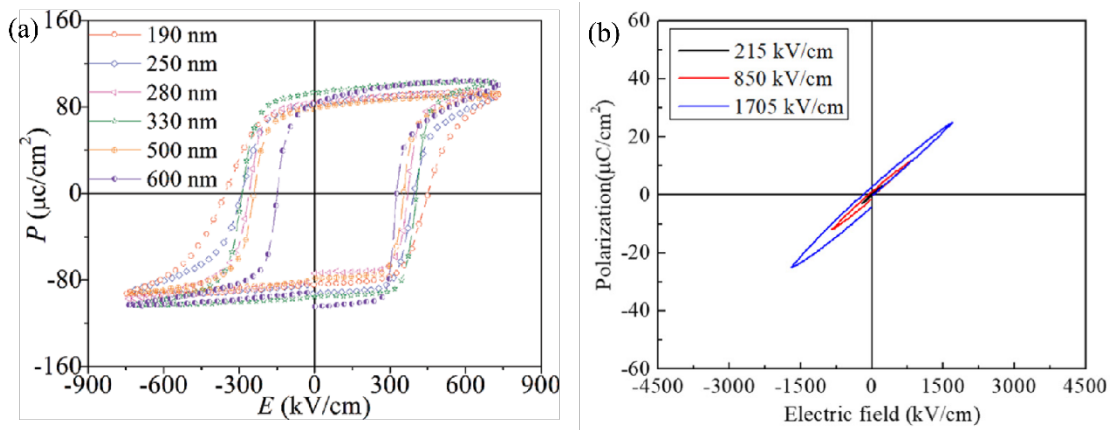 (a)
190 nm
250 nm
280 nm
330 nm
500 nm
600 nm
P (μc/cm²)
160
80
0
-80
-160
-900 -600 -300 0 300 600 900
E (kV/cm)
(b)
215 kV/cm
850 kV/cm
1705 kV/cm
Polarization(μC/cm²)
60
40
20
0
-20
-40
-60
-4500 -3000 -1500 0 1500 3000 4500
Electric field (kV/cm)